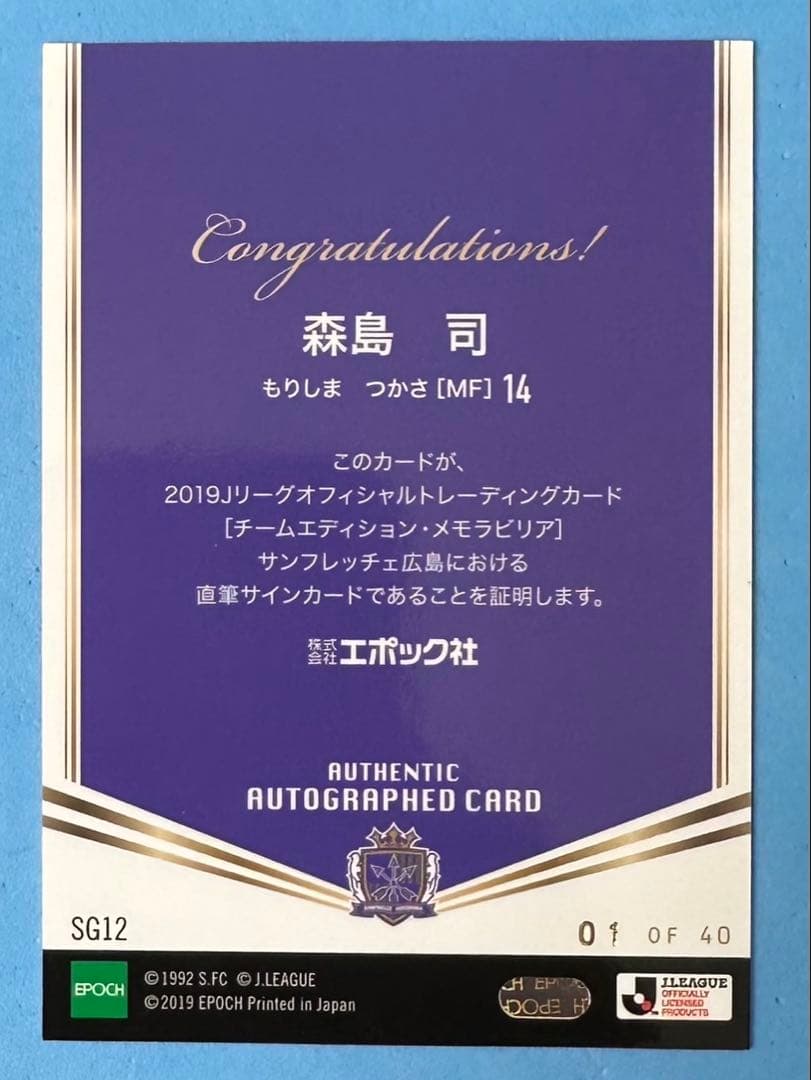 Congratulations!
森島 司
もりしま つかさ [MF] 14
このカードが、
2019Jリーグオフィシャルトレーディングカード
[チームエディション・メモラビリア]
サンフレッチェ広島における
直筆サインカードであることを証明します。
株式会社エポック社
AUTHENTIC
AUTOGRAPHED CARD
SG12
OF 40
EPOCH
©1992 S.FC ©J.LEAGUE
©2019 EPOCH Printed in Japan
J.LEAGUE
OFFICIALLY
LICENSED
PRODUCTS